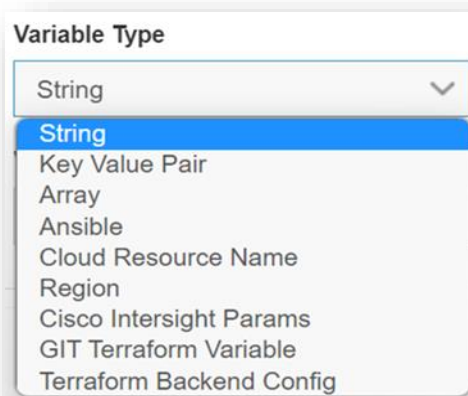 Variable Type
String
String
Key Value Pair
Array
Ansible
Cloud Resource Name
Region
Cisco Intersight Params
GIT Terraform Variable
Terraform Backend Config